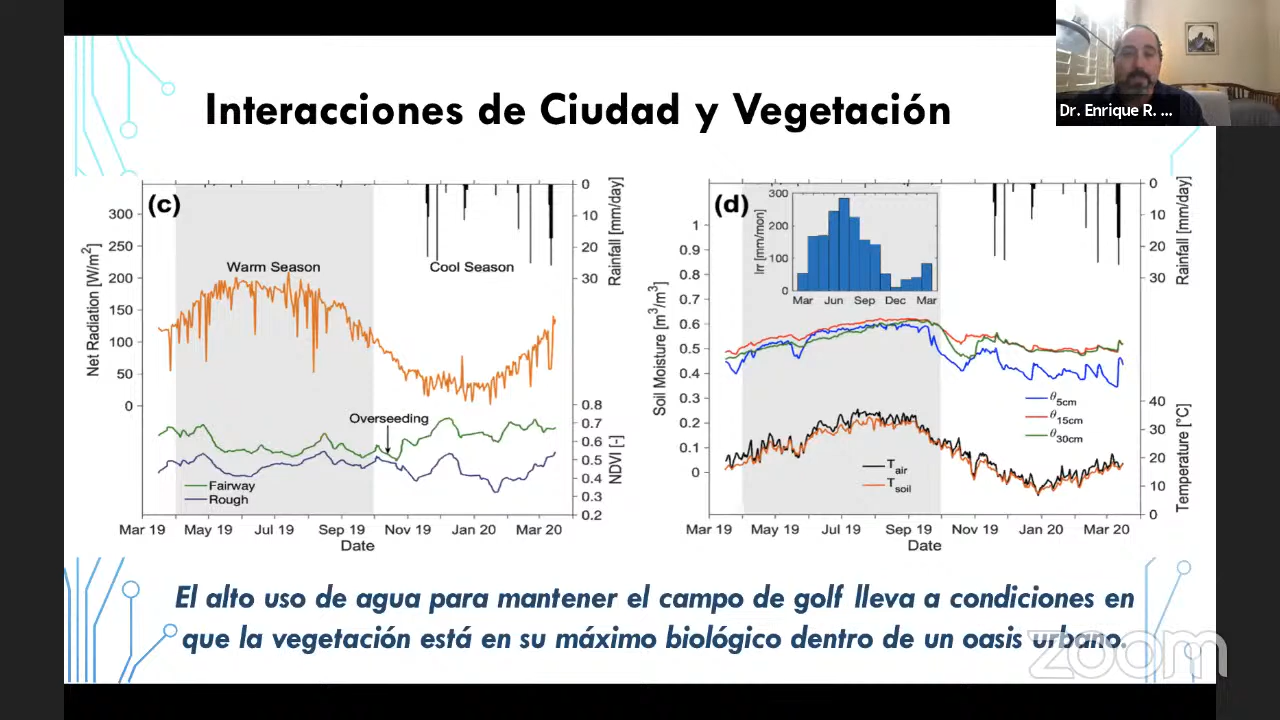 Interacciones de Ciudad y Vegetación
Dr. Enrique R. ...
(c)
300
250
200
150
100
50
0
Net Radiation [W/m²]
Warm Season
Cool Season
0
10
20
30
Rainfall [mm/day]
Overseeding
0.8
0.7
0.6
0.5
0.4
0.3
0.2
NDVI [-]
Fairway
Rough
Mar 19 May 19 Jul 19 Sep 19 Nov 19 Jan 20 Mar 20
Date
(d)
1
0.9
0.8
0.7
0.6
0.5
0.4
0.3
0.2
0.1
0
Soil Moisture [m³/m³]
300
200
100
0
Irr [mm/mon]
Mar Jun Sep Dec Mar
0
10
20
30
Rainfall [mm/day]
θ5cm
θ15cm
θ30cm
Tair
Tsoil
40
30
20
10
0
Temperature [°C]
Mar 19 May 19 Jul 19 Sep 19 Nov 19 Jan 20 Mar 20
Date
El alto uso de agua para mantener el campo de golf lleva a condiciones en
que la vegetación está en su máximo biológico dentro de un oasis urbano.
zoom